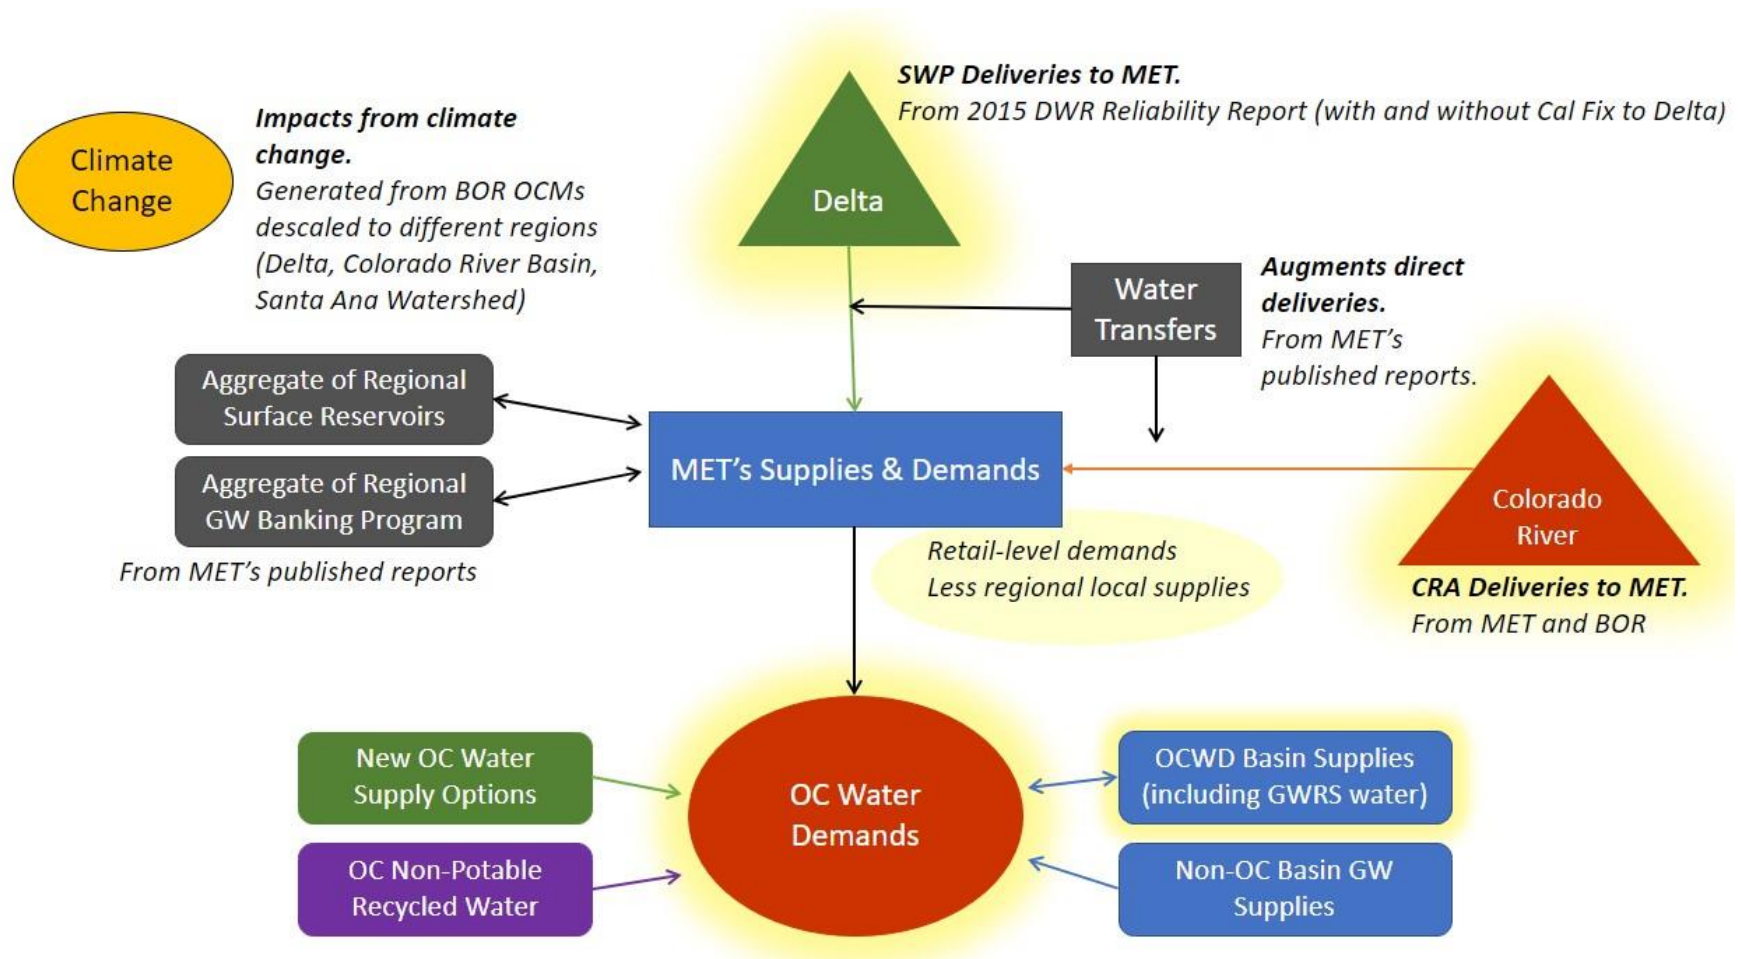 SWP Deliveries to MET.
From 2015 DWR Reliability Report (with and without Cal Fix to Delta)
Impacts from climate
change.
Generated from BOR OCMs
descaled to different regions
(Delta, Colorado River Basin,
Santa Ana Watershed)
Climate
Change
Delta
Water
Transfers
Augments direct
deliveries.
From MET's
published reports.
Aggregate of Regional
Surface Reservoirs
Aggregate of Regional
GW Banking Program
From MET's published reports
MET's Supplies & Demands
Colorado
River
CRA Deliveries to MET.
From MET and BOR
Retail-level demands
Less regional local supplies
New OC Water
Supply Options
OC Non-Potable
Recycled Water
OC Water
Demands
OCWD Basin Supplies
(including GWRS water)
Non-OC Basin GW
Supplies